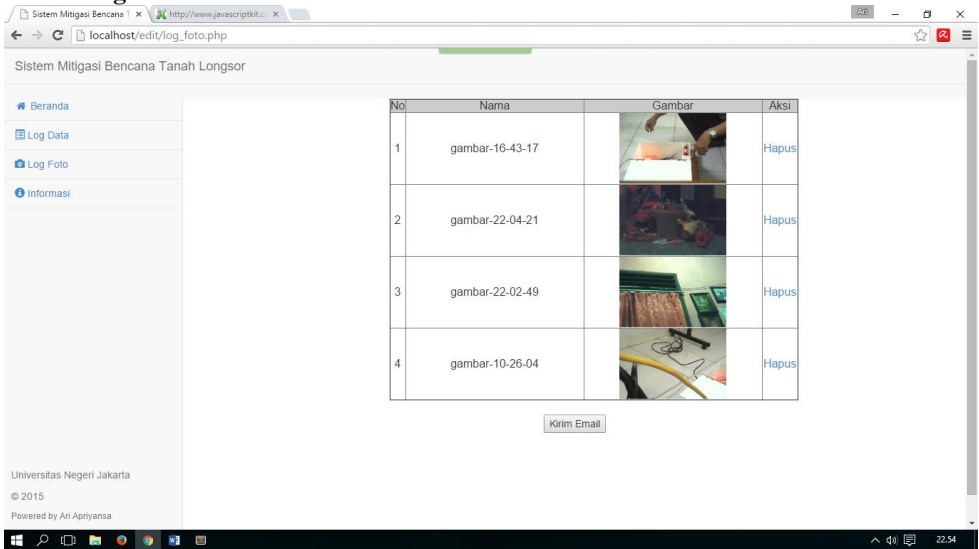 Sistem Mitigasi Bencana T
http://www.javascriptkit.c
Ari
localhost/edit/log_foto.php
Sistem Mitigasi Bencana Tanah Longsor
Beranda
Log Data
Log Foto
Informasi
No Nama Gambar Aksi
1 gambar-16-43-17 Hapus
2 gambar-22-04-21 Hapus
3 gambar-22-02-49 Hapus
4 gambar-10-26-04 Hapus
Kirim Email
Universitas Negeri Jakarta
© 2015
Powered by Ari Apriyansa
22.54